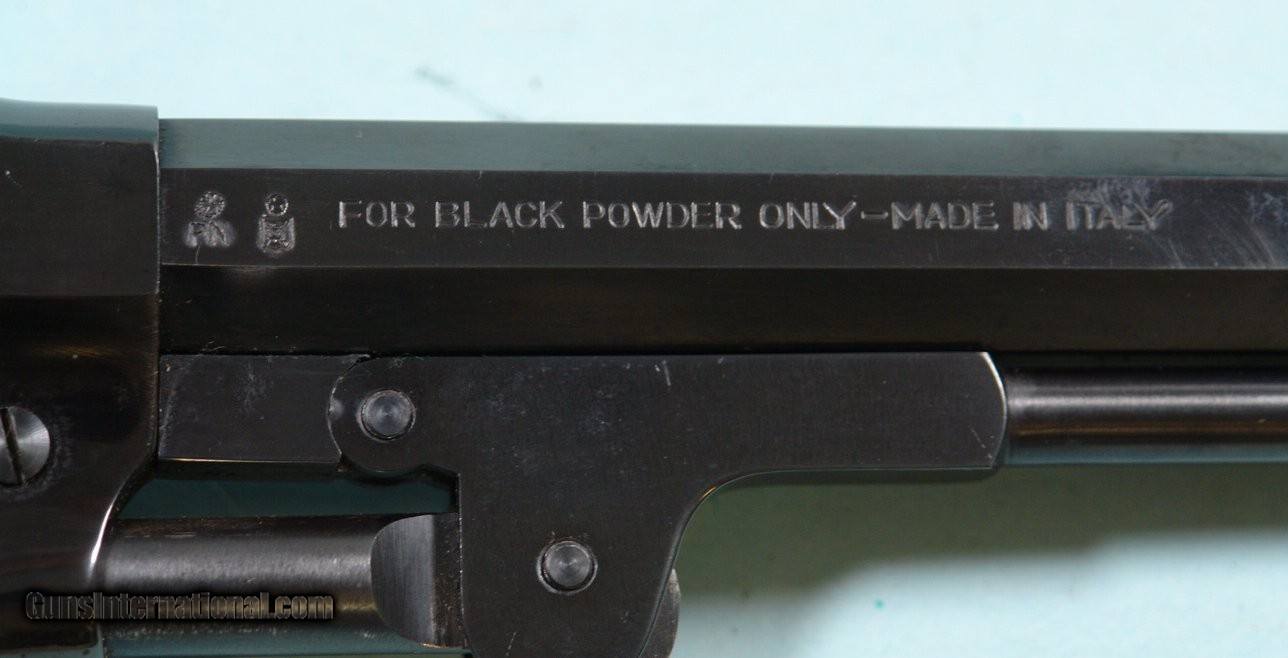 FOR BLACK POWDER ONLY-MADE IN ITALY
GunsInternational.com